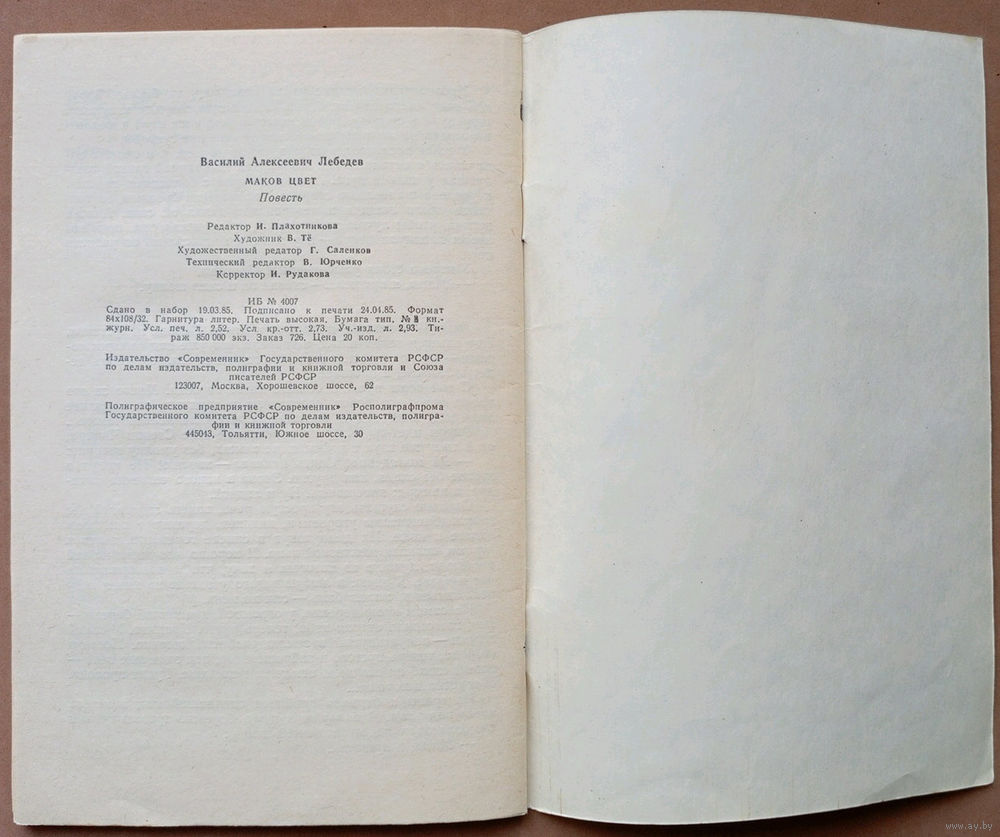 Василий Алексеевич Лебедев
МАКОВ ЦВЕТ
Повесть
Редактор И. Плахотникова
Художник В. Тё
Художественный редатор Г. Саленков
Технический редактор В. Юрченко
Корректор И. Рудакова
ИБ № 4007
Сдано в набор 19.03.85. Подписано к печати 24.04.85. Формат
84х108/32. Гарнитура литер. Печать высокая. Бумага тип. № кн.-
журн. Усл. печ. л. 2,52. Усл. кр.-отт. 2,73. Уч.-изд. л. 2,93. Ти-
раж 850 000 экз. Заказ 726. Цена 20 коп.
Издательство «Современник» Государственного комитета РСФСР
по делам издательств, полиграфии и книжной торговли и Союза
писателей РСФСР
123007, Москва, Хорошевское шоссе, 62
Полиграфическое предприятие «Современник» Росполиграфпрома
Государственного комитета РСФСР по делам издательств, полигра-
фии и книжной торговли
445043, Тольятти, Южное шоссе, 30
www.ay.by